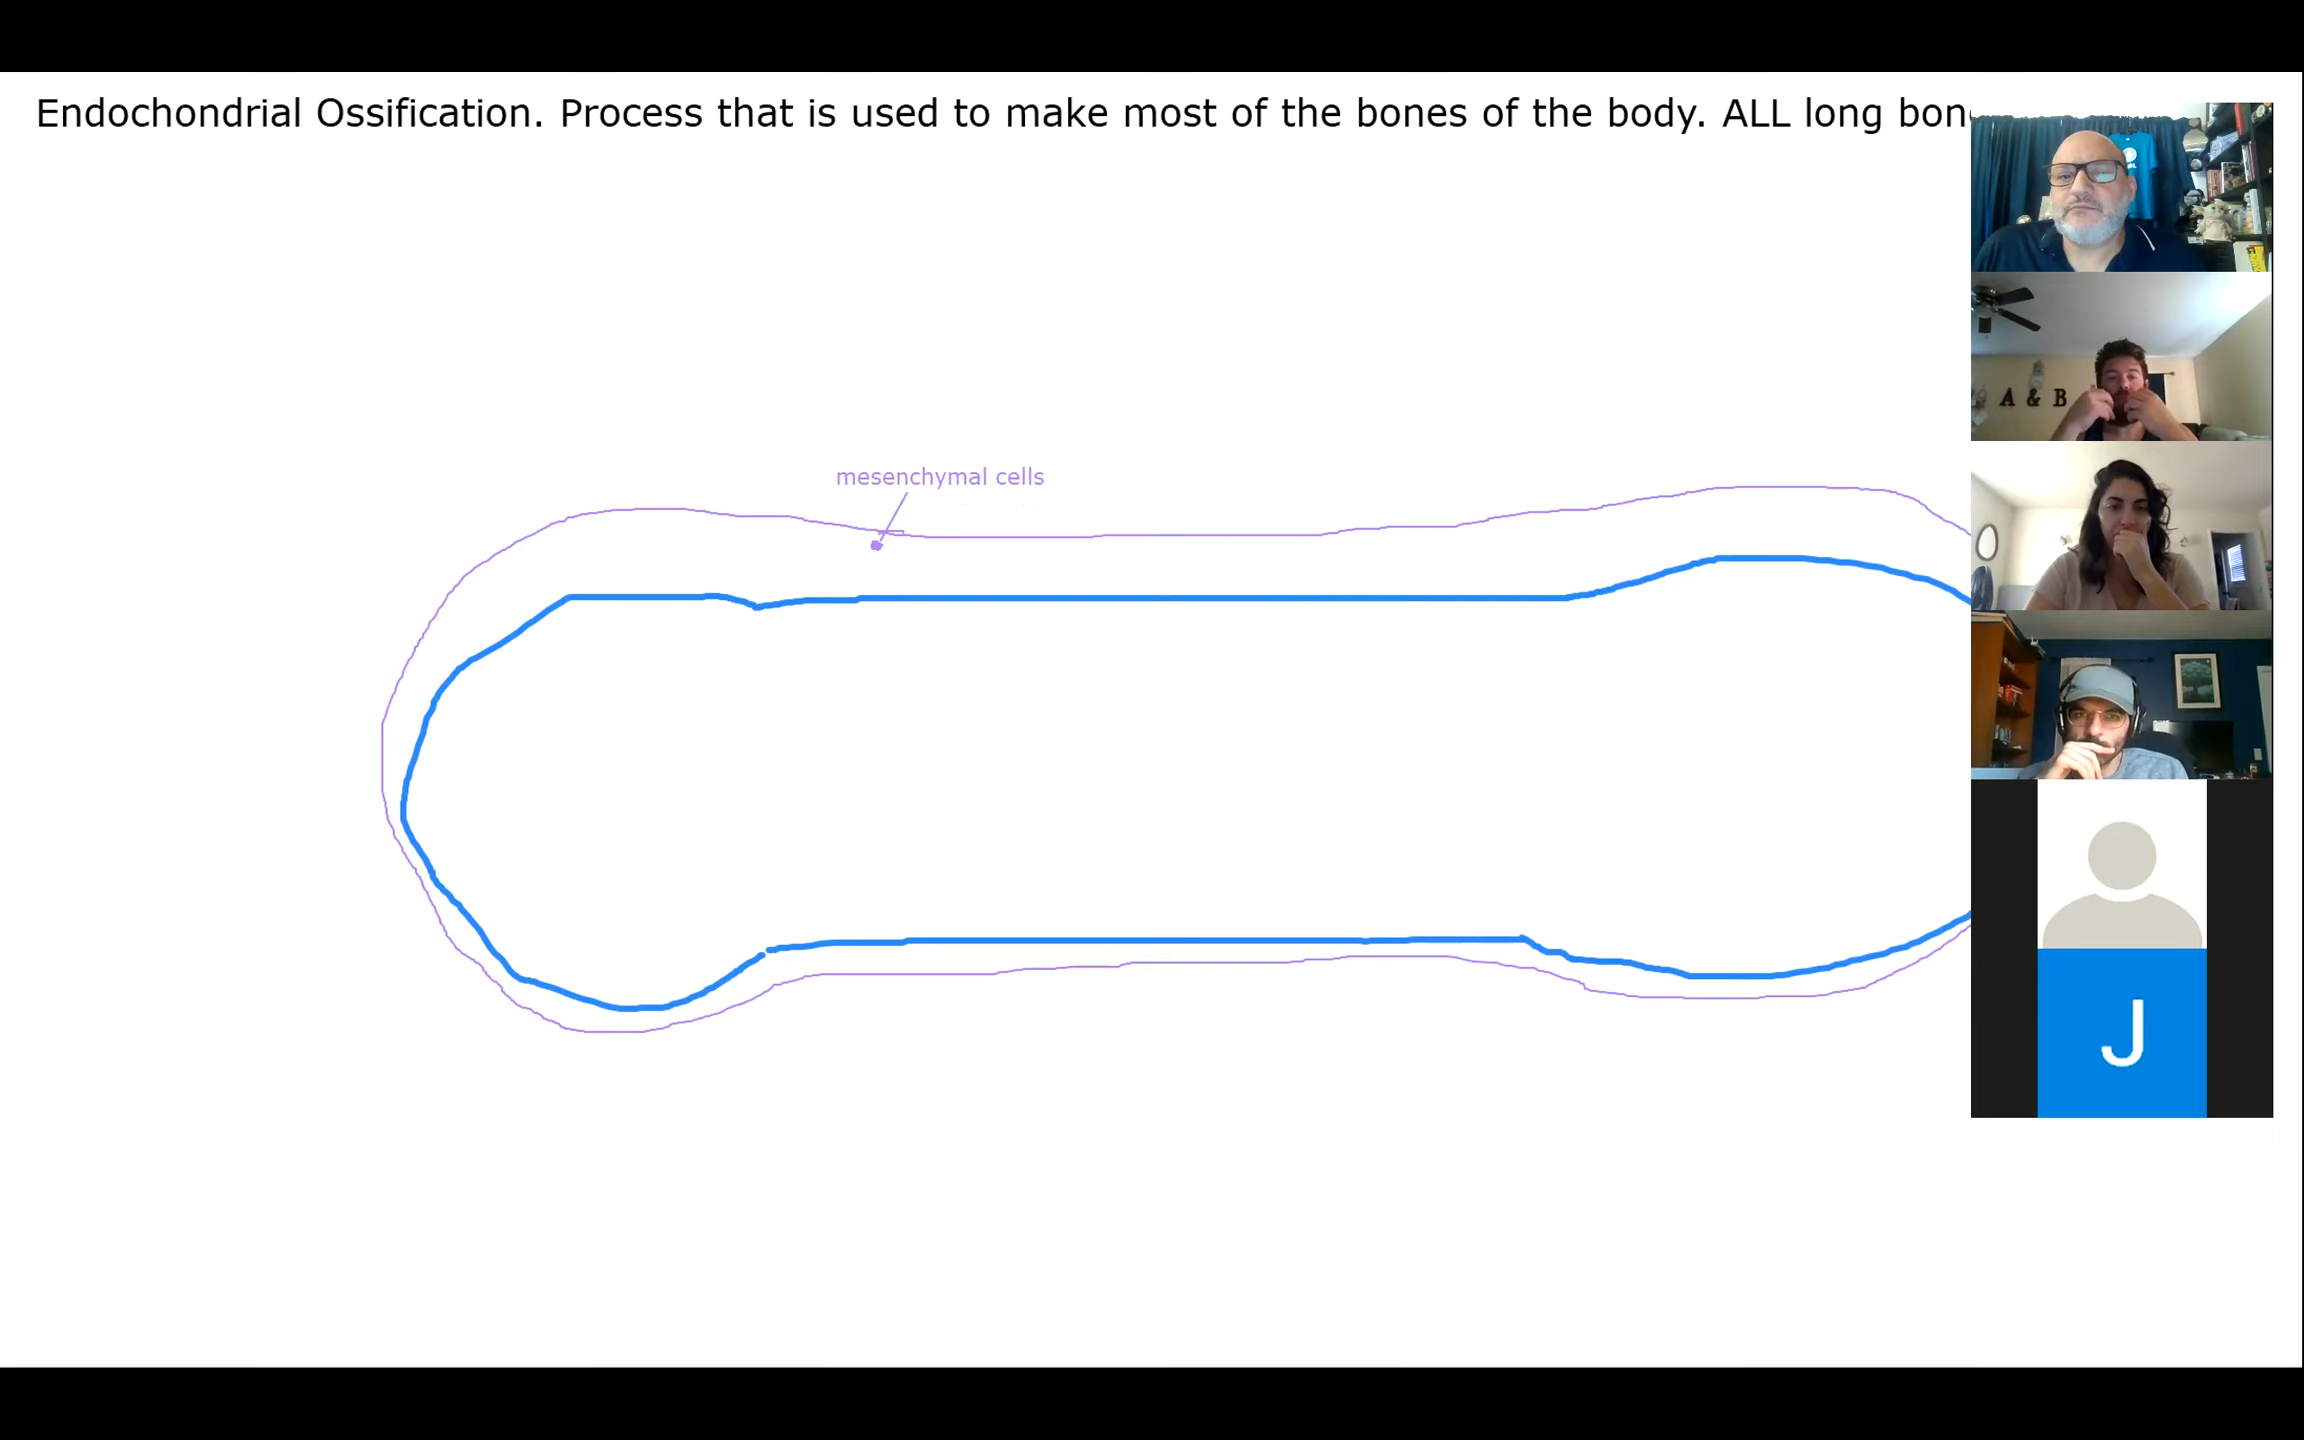 Endochondrial Ossification. Process that is used to make most of the bones of the body. ALL long bon
A & B
mesenchymal cells
J